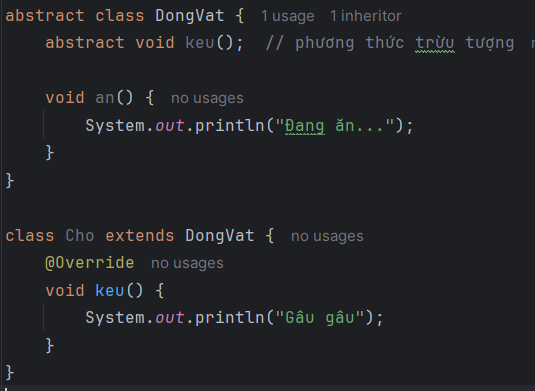 abstract class DongVat { 1 usage 1 inheritor
abstract void keu(); // phương thức trừu tượng
void an() { no usages
System.out.println("Đang ăn...");
}
}
class Cho extends DongVat { no usages
@Override no usages
void keu() {
System.out.println("Gâu gâu");
}
}